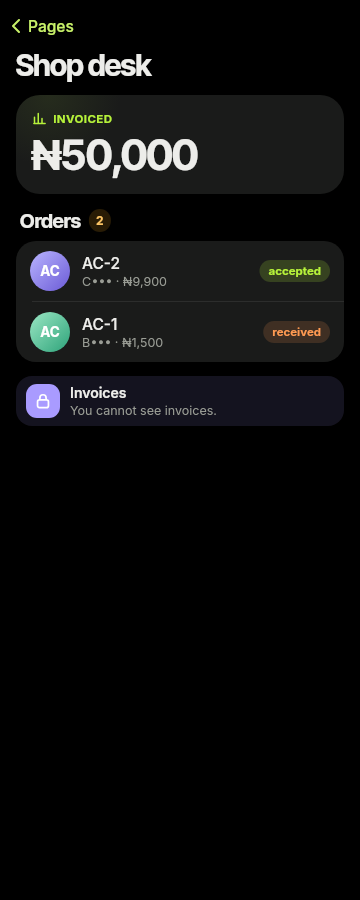 Pages
Shop desk
INVOICED
₦50,000
Orders 2
AC AC-2 accepted
C••• · ₦9,900
AC AC-1 received
B••• · ₦1,500
Invoices
You cannot see invoices.